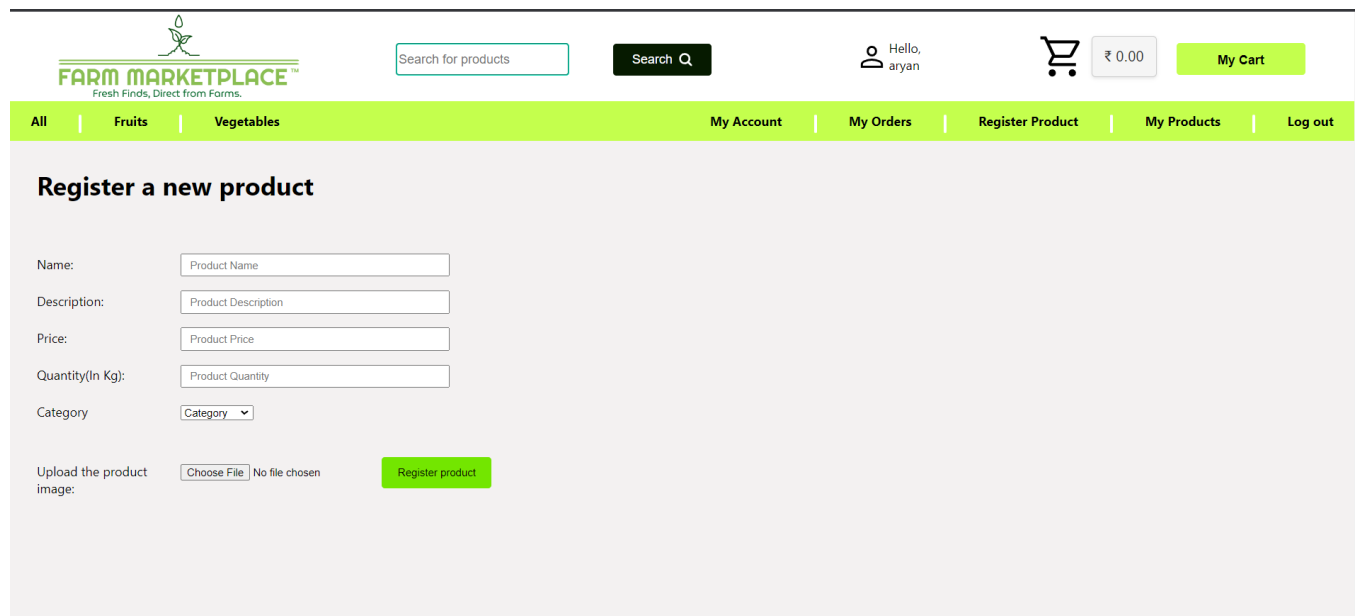 FARM MARKETPLACE™
Fresh Finds, Direct from Farms.
Search for products
Search
Hello,
aryan
₹ 0.00
My Cart
All Fruits Vegetables My Account My Orders Register Product My Products Log out
Register a new product
Name: Product Name
Description: Product Description
Price: Product Price
Quantity(In Kg): Product Quantity
Category Category
Upload the product
image:
Choose File No file chosen
Register product